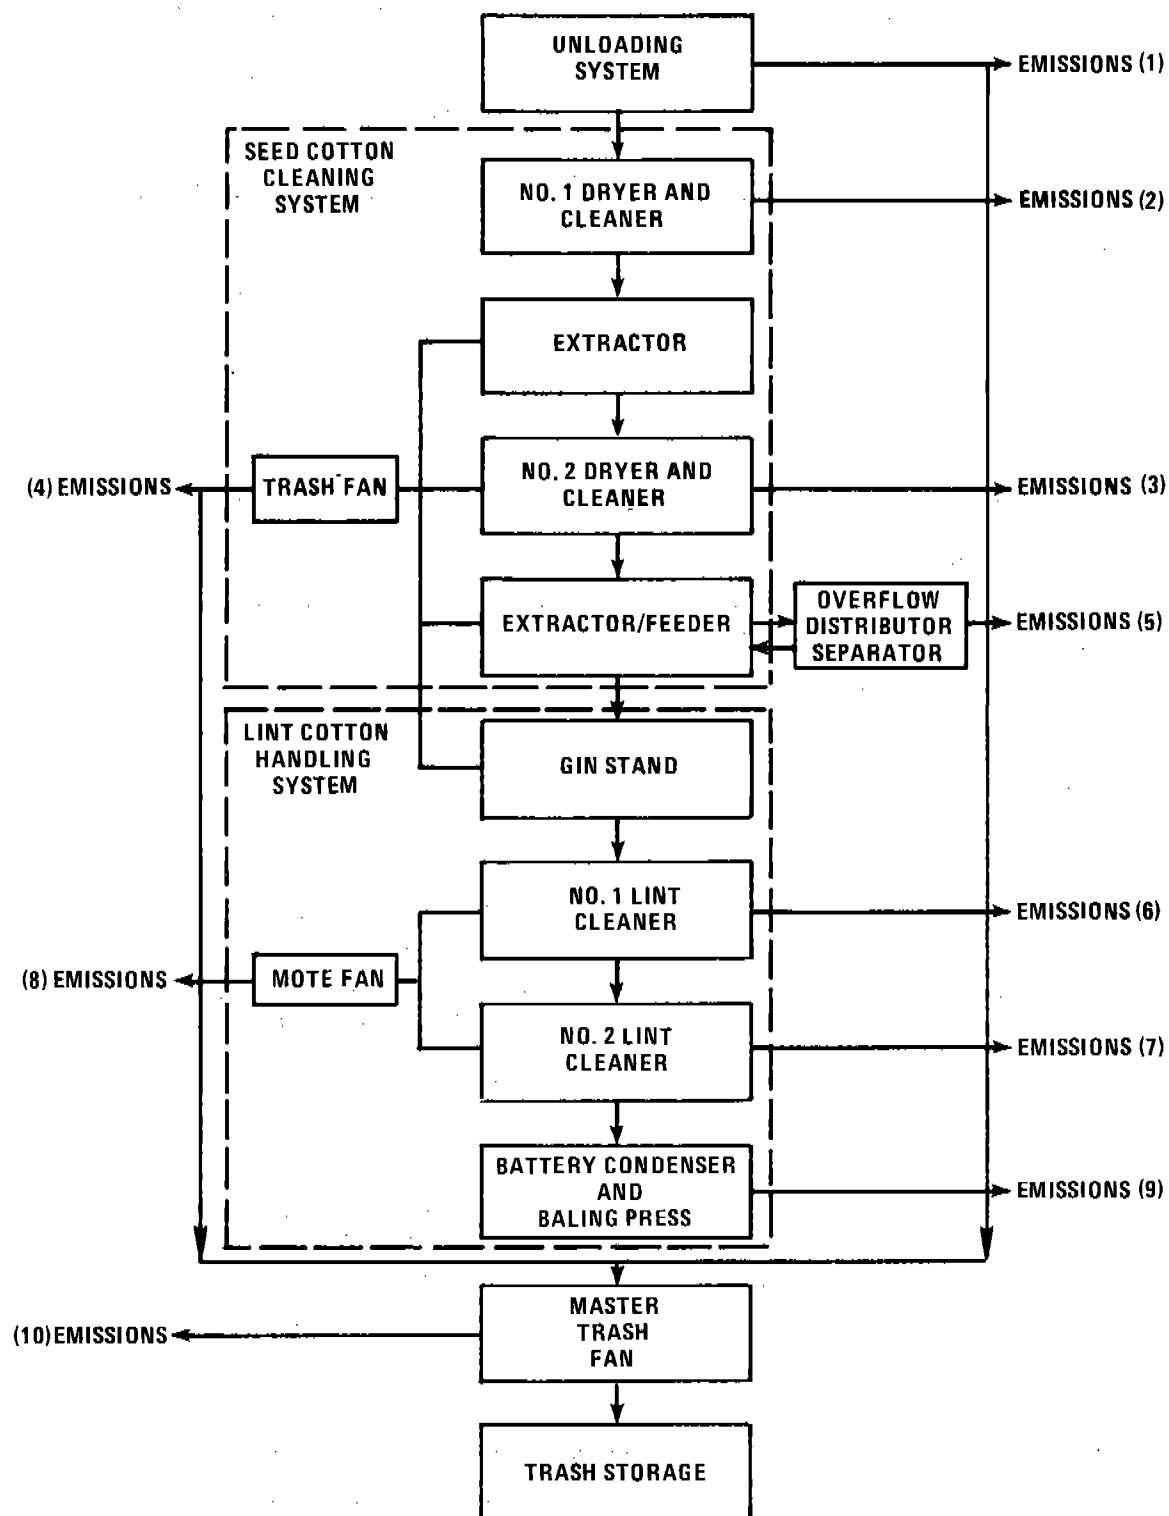 UNLOADING
SYSTEM
EMISSIONS (1)
SEED COTTON
CLEANING
SYSTEM
NO. 1 DRYER AND
CLEANER
EMISSIONS (2)
EXTRACTOR
(4) EMISSIONS
TRASH FAN
NO. 2 DRYER AND
CLEANER
EMISSIONS (3)
EXTRACTOR/FEEDER
OVERFLOW
DISTRIBUTOR
SEPARATOR
EMISSIONS (5)
LINT COTTON
HANDLING
SYSTEM
GIN STAND
NO. 1 LINT
CLEANER
EMISSIONS (6)
(8) EMISSIONS
MOTE FAN
NO. 2 LINT
CLEANER
EMISSIONS (7)
BATTERY CONDENSER
AND
BALING PRESS
EMISSIONS (9)
(10) EMISSIONS
MASTER
TRASH
FAN
TRASH STORAGE